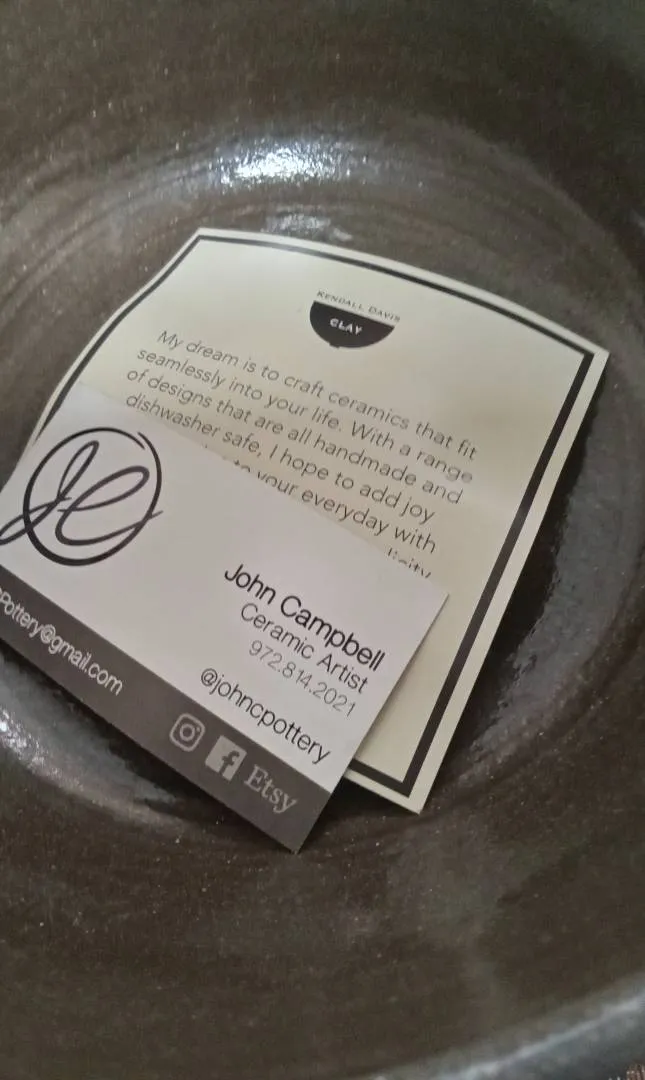 KENDALL DAVIS
CLAY
My dream is to craft ceramics that fit
seamlessly into your life. With a range
of designs that are all handmade and
dishwasher safe, I hope to add joy
to your everyday with
JC
John Campbell
Ceramic Artist
972.814.2021
@johncpottery
Pottery@gmail.com
Etsy